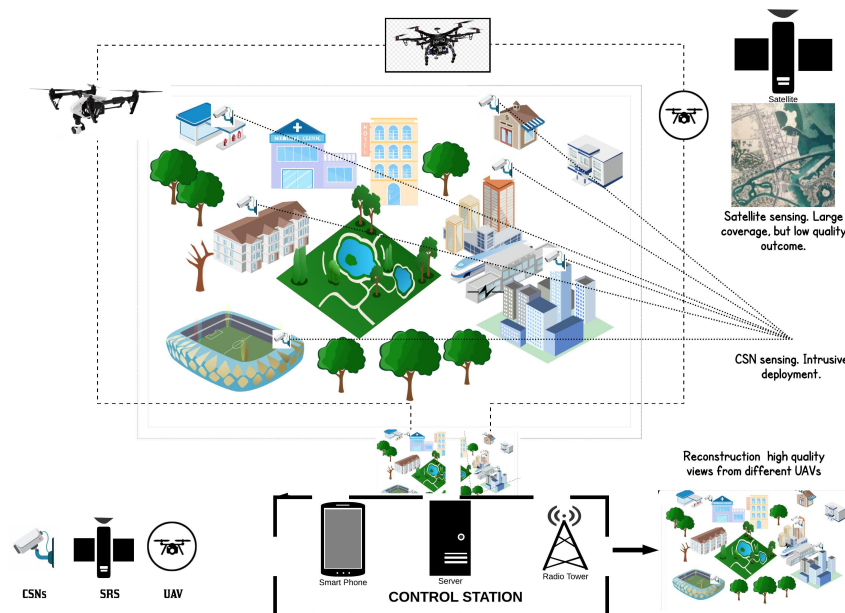 Satellite
Satellite sensing. Large
coverage, but low quality
outcome.
CSN sensing. Intrusive
deployment.
Reconstruction high quality
views from different UAVs
Smart Phone
Server
Radio Tower
CONTROL STATION
CSNs
SRS
UAV